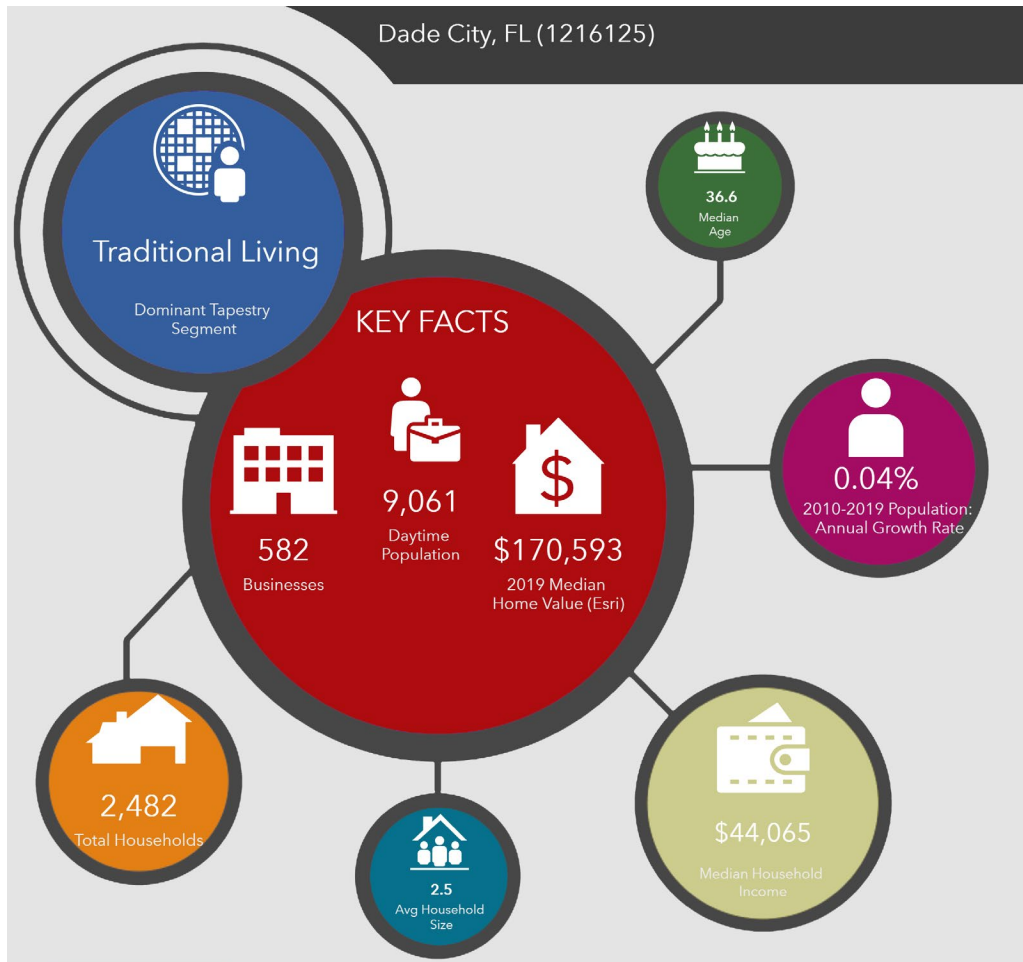 Dade City, FL (1216125)
Traditional Living
Dominant Tapestry
Segment
KEY FACTS
582
Businesses
9,061
Daytime
Population
$
$170,593
2019 Median
Home Value (Esri)
36.6
Median
Age
0.04%
2010-2019 Population:
Annual Growth Rate
2,482
Total Households
2.5
Avg Household
Size
$44,065
Median Household
Income